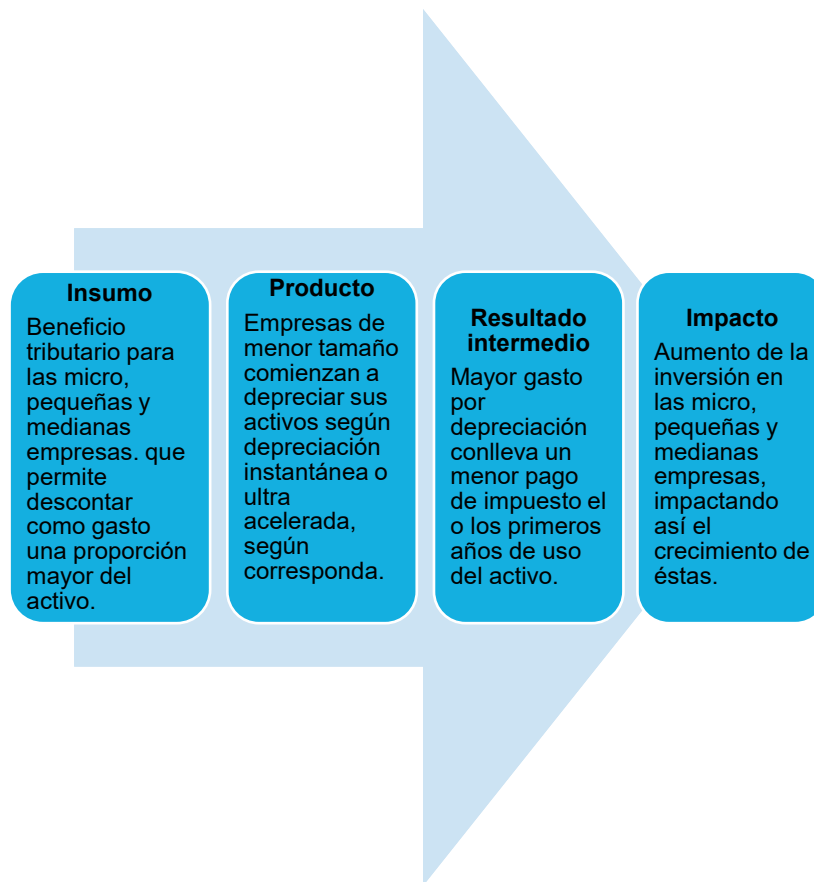 Insumo
Beneficio
tributario para
las micro,
pequeñas y
medianas
empresas. que
permite
descontar
como gasto
una proporción
mayor del
activo.
Producto
Empresas de
menor tamaño
comienzan a
depreciar sus
activos según
depreciación
instantánea o
ultra
acelerada,
según
corresponda.
Resultado
intermedio
Mayor gasto
por
depreciación
conlleva un
menor pago
de impuesto el
o los primeros
años de uso
del activo.
Impacto
Aumento de la
inversión en
las micro,
pequeñas y
medianas
empresas,
impactando
así el
crecimiento de
éstas.